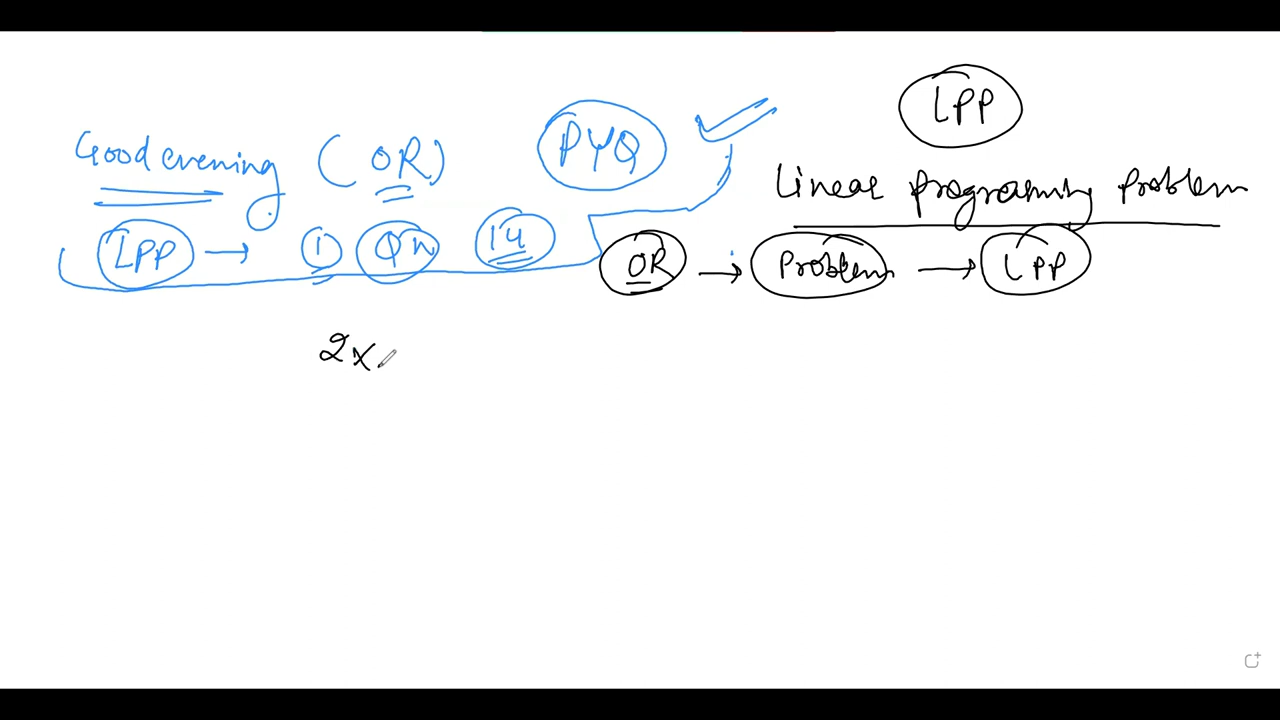 Good evening (OR) PYQ
LPP → 1 Qn 14
LPP
Linear Programming Problem
OR → Problem → LPP
2x